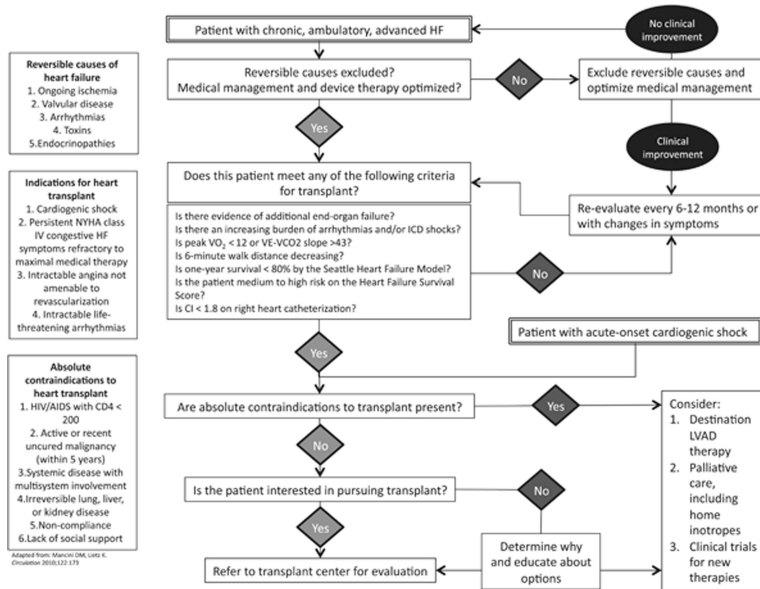 Patient with chronic, ambulatory, advanced HF
No clinical
improvement
Reversible causes of
heart failure
1. Ongoing ischemia
2. Valvular disease
3. Arrhythmias
4. Toxins
5.Endocrinopathies
Reversible causes excluded?
Medical management and device therapy optimized?
No
Exclude reversible causes and
optimize medical management
Yes
Clinical
improvement
Does this patient meet any of the following criteria
for transplant?
Is there evidence of additional end-organ failure?
Is there an increasing burden of arrhythmias and/or ICD shocks?
Is peak VO2 < 12 or VE-VCO2 slope >43?
Is 6-minute walk distance decreasing?
Is one-year survival < 80% by the Seattle Heart Failure Model?
Is the patient medium to high risk on the Heart Failure Survival
Score?
Is CI < 1.8 on right heart catheterization?
Re-evaluate every 6-12 months or
with changes in symptoms
No
Indications for heart
transplant
1. Cardiogenic shock
2. Persistent NYHA class
IV congestive HF
symptoms refractory to
maximal medical therapy
3. Intractable angina not
amenable to
revascularization
4. Intractable life-
threatening arrhythmias
Yes
Patient with acute-onset cardiogenic shock
Absolute
contraindications to
heart transplant
1. HIV/AIDS with CD4 <
200
2. Active or recent
uncured malignancy
(within 5 years)
3.Systemic disease with
multisystem involvement
4.Irreversible lung, liver,
or kidney disease
5.Non-compliance
6.Lack of social support
Adapted from: Mancini DM, Lietz K.
Circulation 2010;122:173
Are absolute contraindications to transplant present?
Yes
Consider:
1. Destination
LVAD
therapy
2. Palliative
care,
including
home
inotropes
3. Clinical trials
for new
therapies
No
Is the patient interested in pursuing transplant?
No
Yes
Determine why
and educate about
options
Refer to transplant center for evaluation